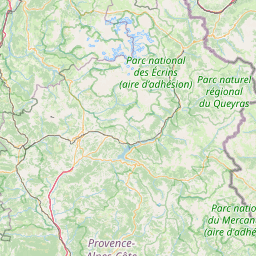 Parc national
des Écrins
(aire d'adhésion)
Parc naturel
régional
du Queyras
Parc na
du Mercan
(aire d'adhé
Provence-
Alpes-Côte